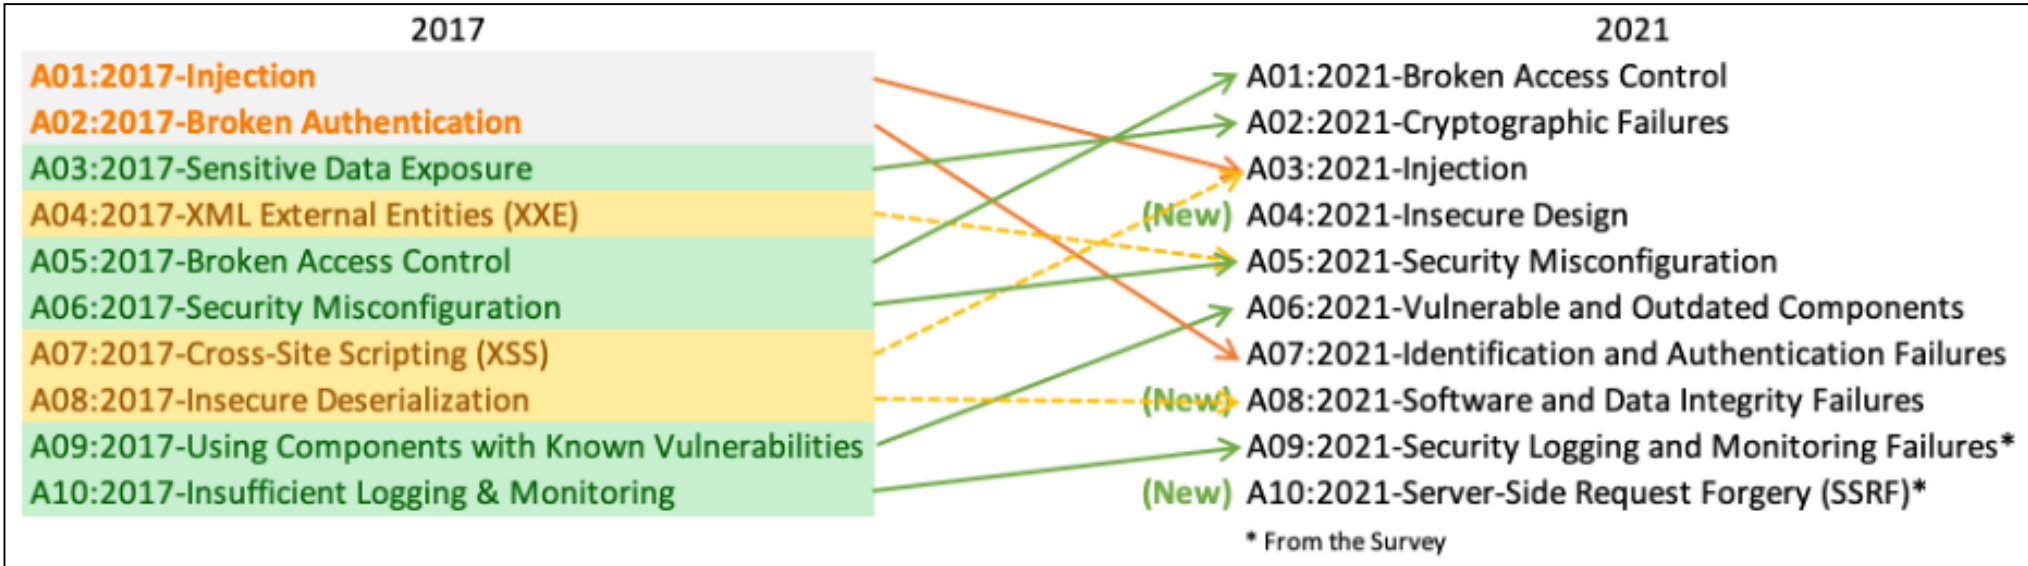 2017
A01:2017-Injection
A02:2017-Broken Authentication
A03:2017-Sensitive Data Exposure
A04:2017-XML External Entities (XXE)
A05:2017-Broken Access Control
A06:2017-Security Misconfiguration
A07:2017-Cross-Site Scripting (XSS)
A08:2017-Insecure Deserialization
A09:2017-Using Components with Known Vulnerabilities
A10:2017-Insufficient Logging & Monitoring
2021
A01:2021-Broken Access Control
A02:2021-Cryptographic Failures
A03:2021-Injection
(New) A04:2021-Insecure Design
A05:2021-Security Misconfiguration
A06:2021-Vulnerable and Outdated Components
A07:2021-Identification and Authentication Failures
(New) A08:2021-Software and Data Integrity Failures
A09:2021-Security Logging and Monitoring Failures*
(New) A10:2021-Server-Side Request Forgery (SSRF)*
* From the Survey